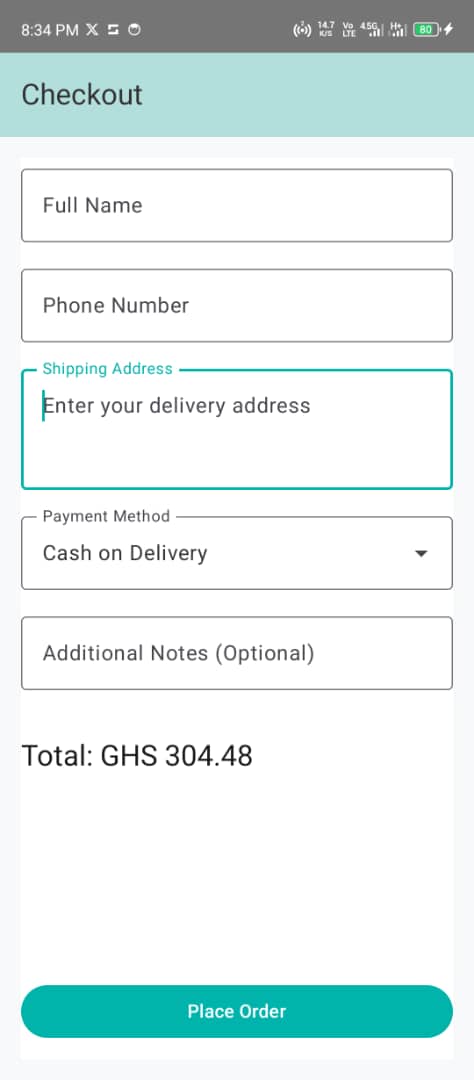 8:34 PM
14.7 K/S Vo LTE 4.5G H+ 80
Checkout
Full Name
Phone Number
Shipping Address
Enter your delivery address
Payment Method
Cash on Delivery
Additional Notes (Optional)
Total: GHS 304.48
Place Order